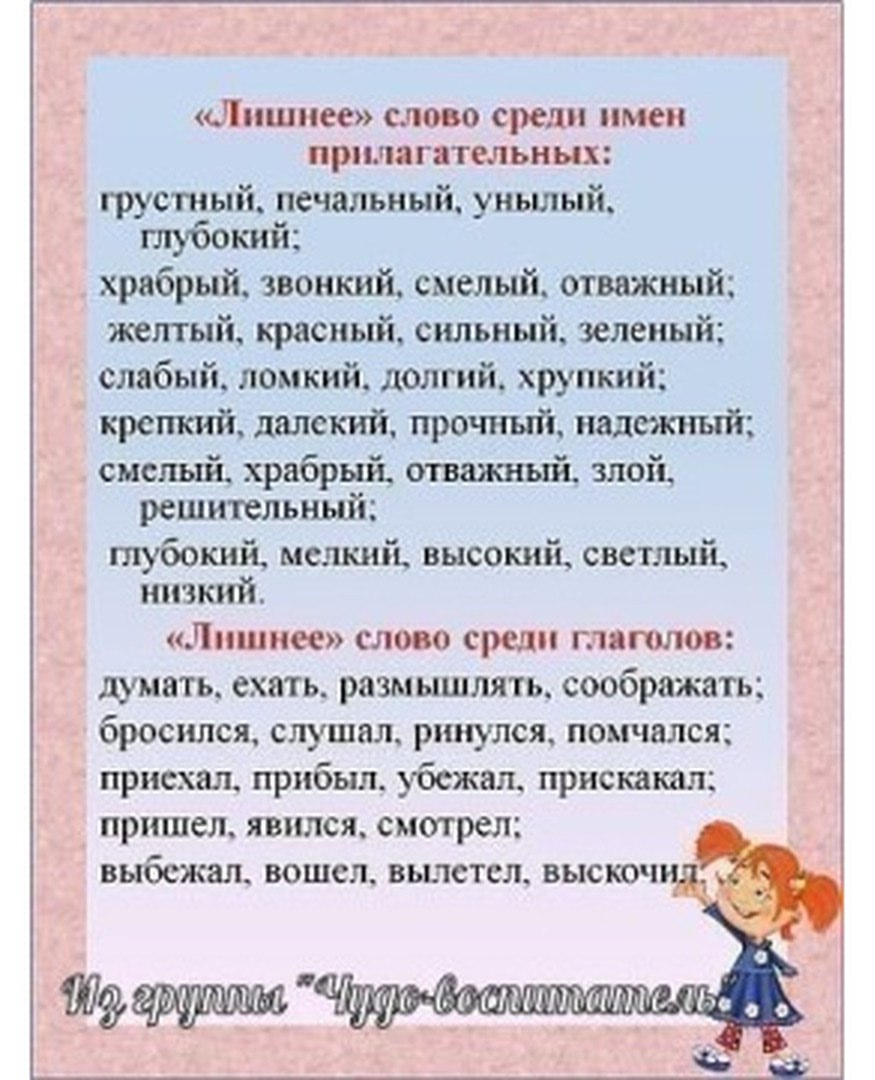 «Лишнее» слово среди имен
прилагательных:
грустный, печальный, унылый,
глубокий;
храбрый, звонкий, смелый, отважный;
желтый, красный, сильный, зеленый;
слабый, ломкий, долгий, хрупкий;
крепкий, далекий, прочный, надежный;
смелый, храбрый, отважный, злой,
решительный;
глубокий, мелкий, высокий, светлый,
низкий.
«Лишнее» слово среди глаголов:
думать, ехать, размышлять, соображать;
бросился, слушал, ринулся, помчался;
приехал, прибыл, убежал, прискакал;
пришел, явился, смотрел;
выбежал, вошел, вылетел, выскочил.
Из группы "Чудо-воспитатель"